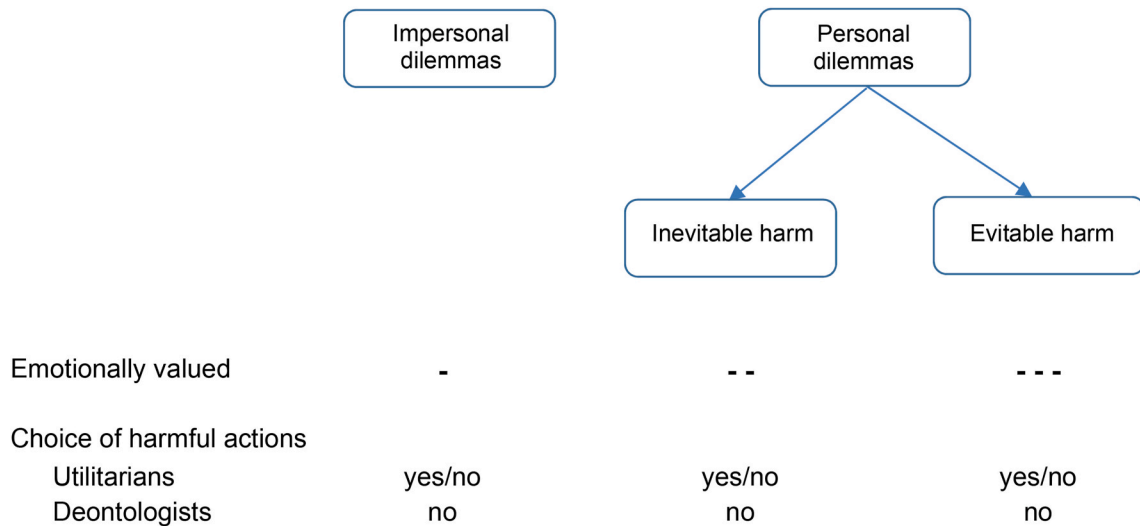 Impersonal
dilemmas
Personal
dilemmas
Inevitable harm
Evitable harm
Emotionally valued - - - - - -
Choice of harmful actions
Utilitarians yes/no yes/no yes/no
Deontologists no no no